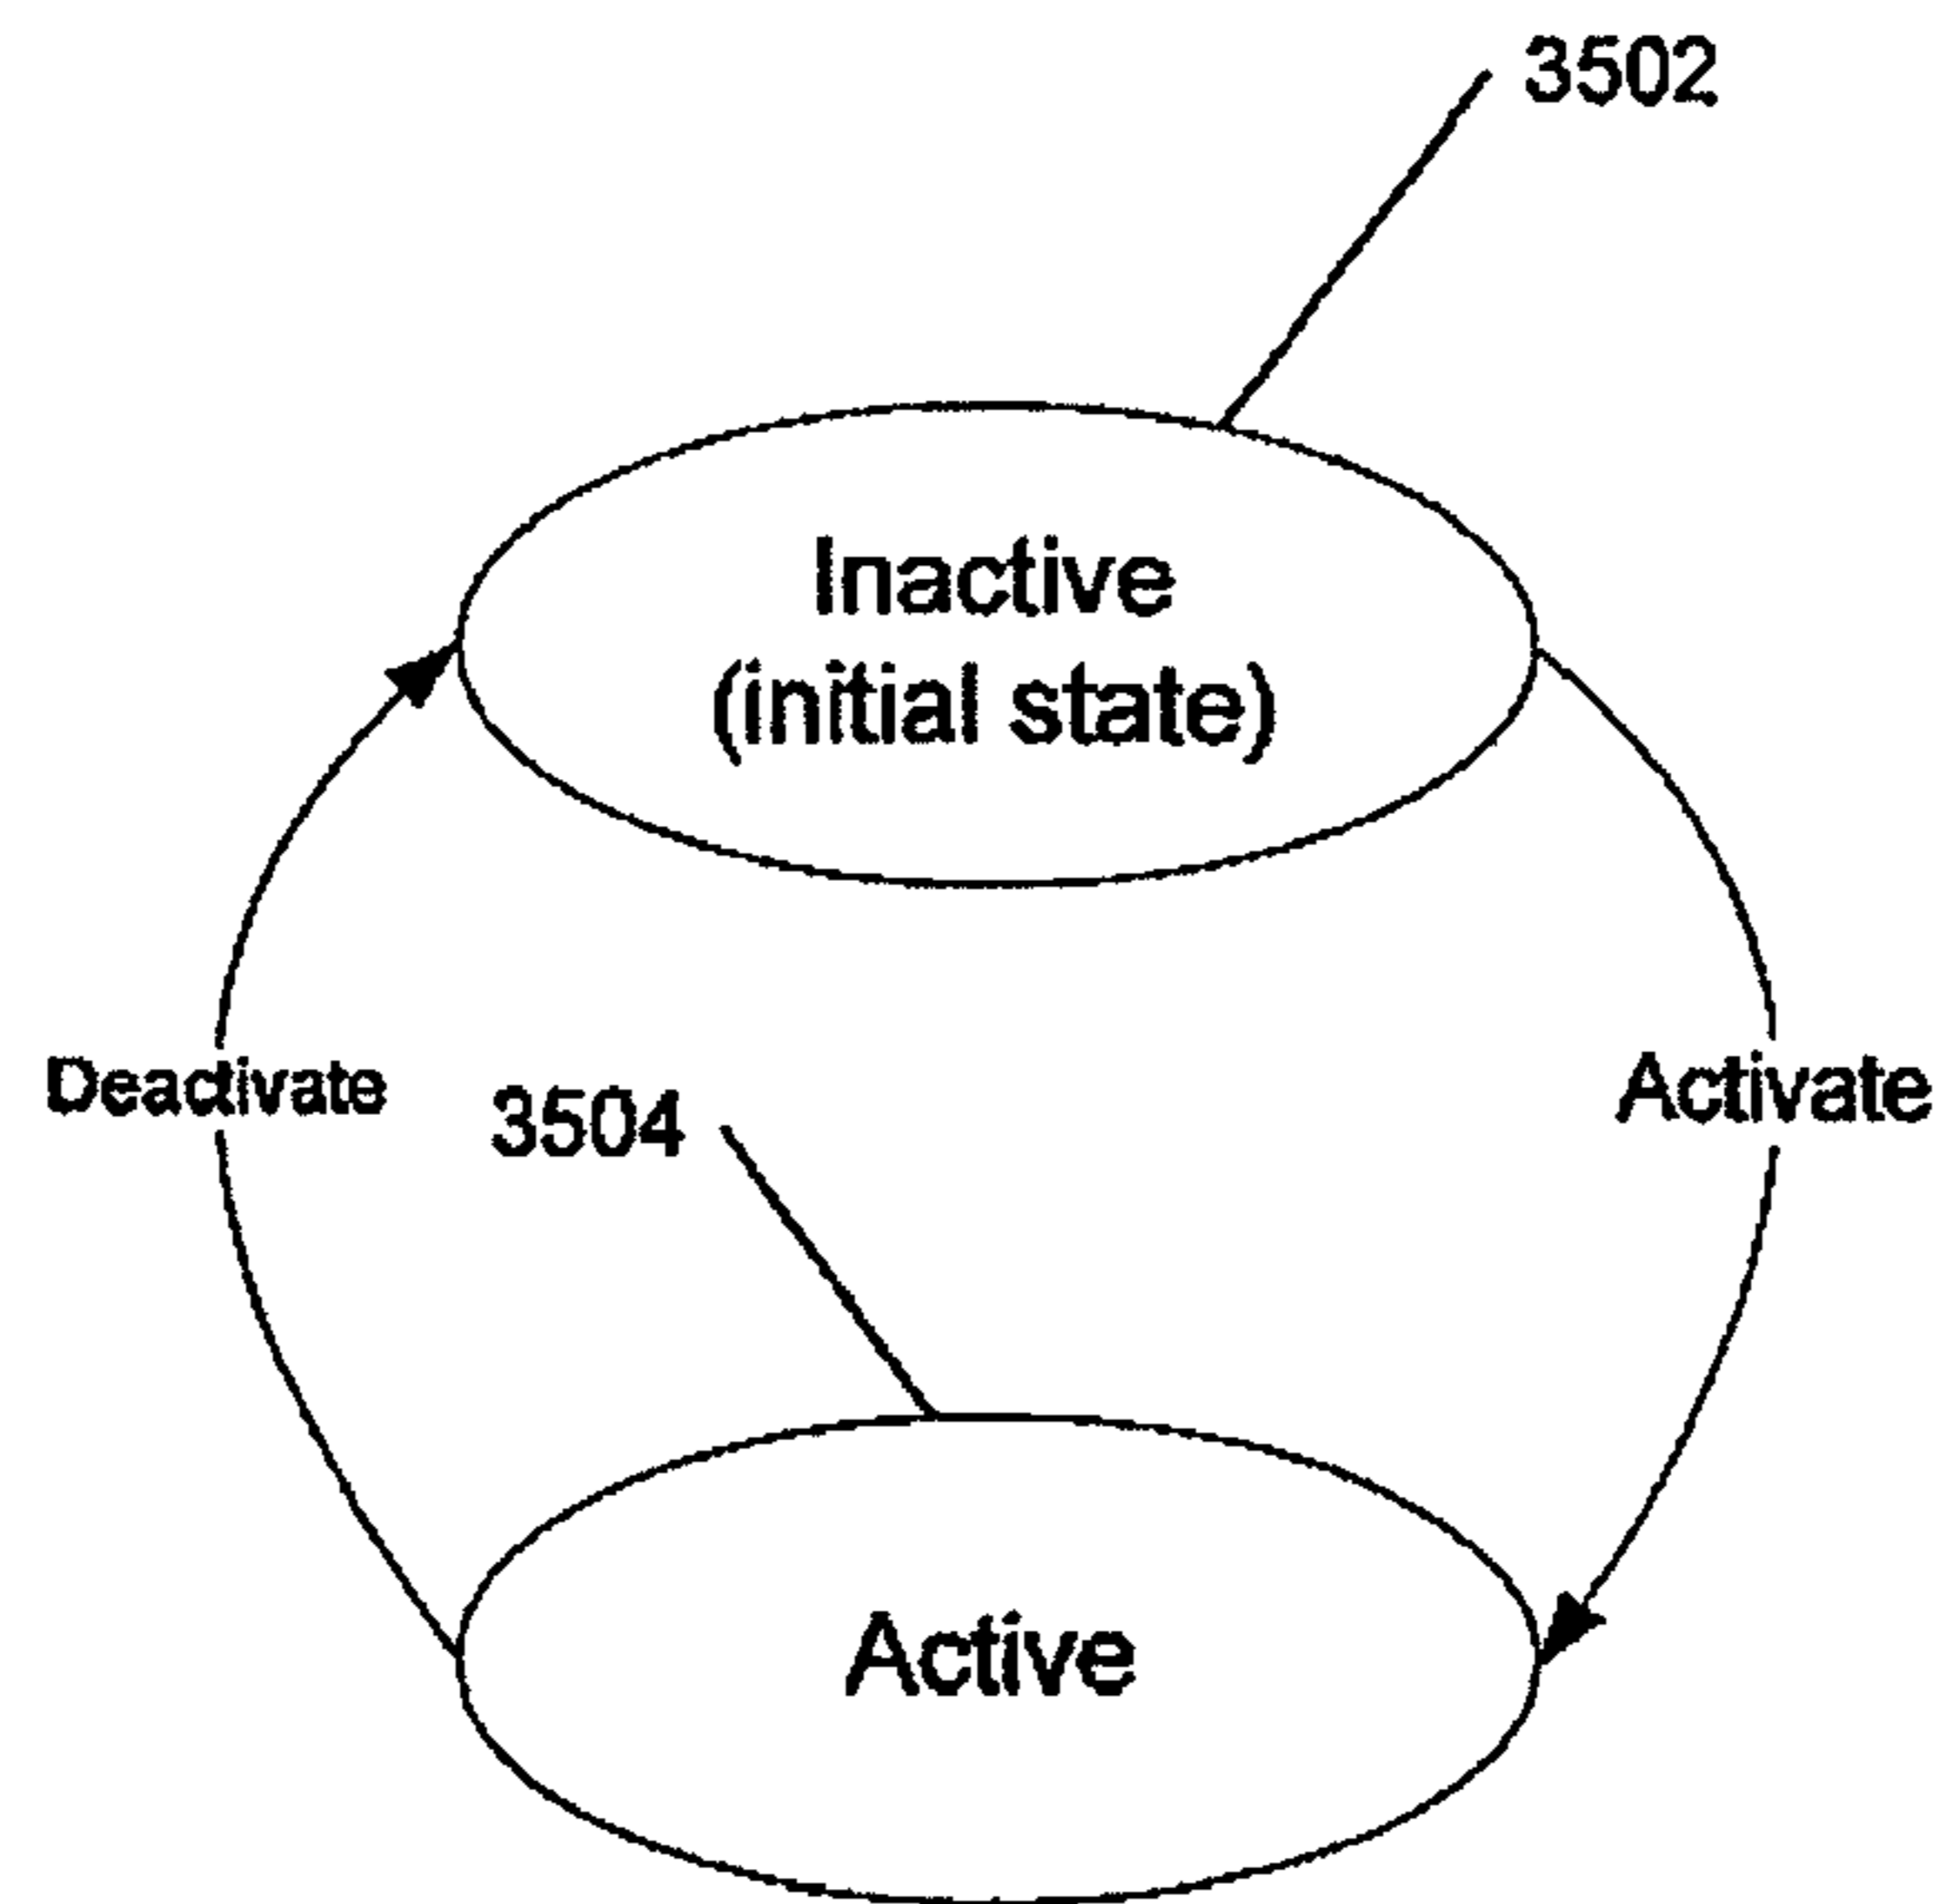 3502
Inactive
(initial state)
Deactivate
3504
Activate
Active